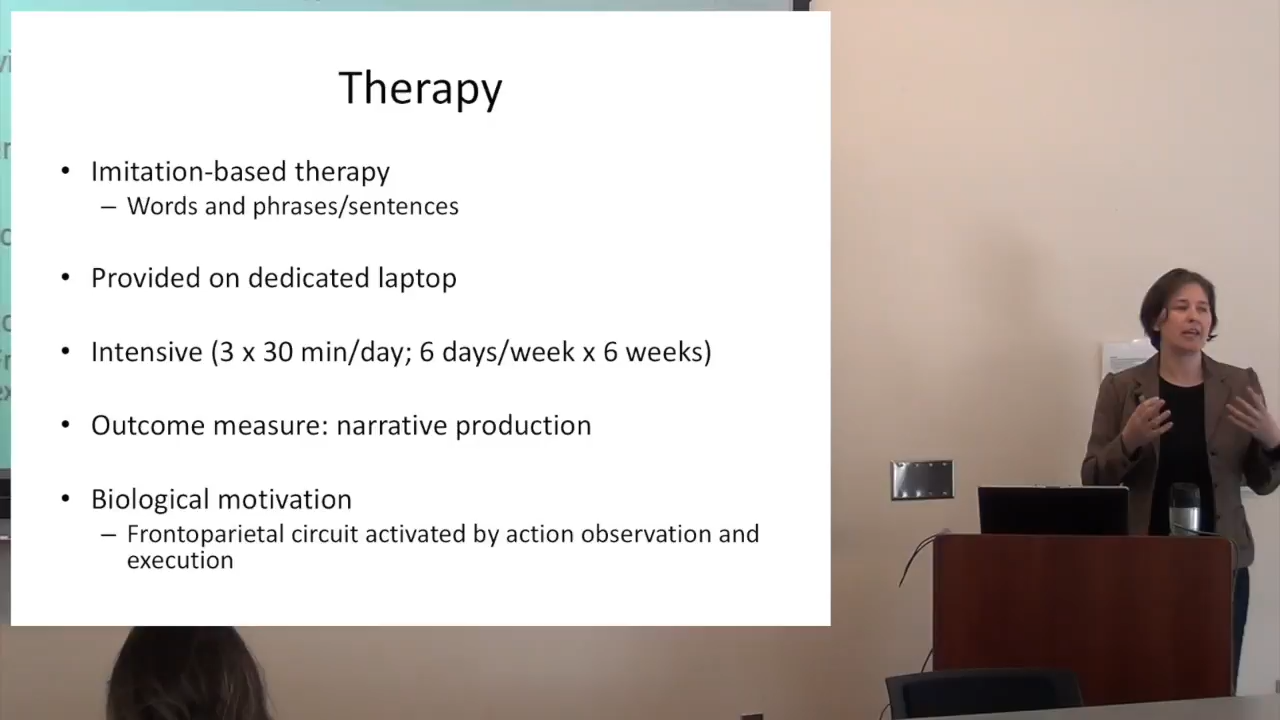 Therapy
• Imitation-based therapy
– Words and phrases/sentences
• Provided on dedicated laptop
• Intensive (3 x 30 min/day; 6 days/week x 6 weeks)
• Outcome measure: narrative production
• Biological motivation
– Frontoparietal circuit activated by action observation and
execution